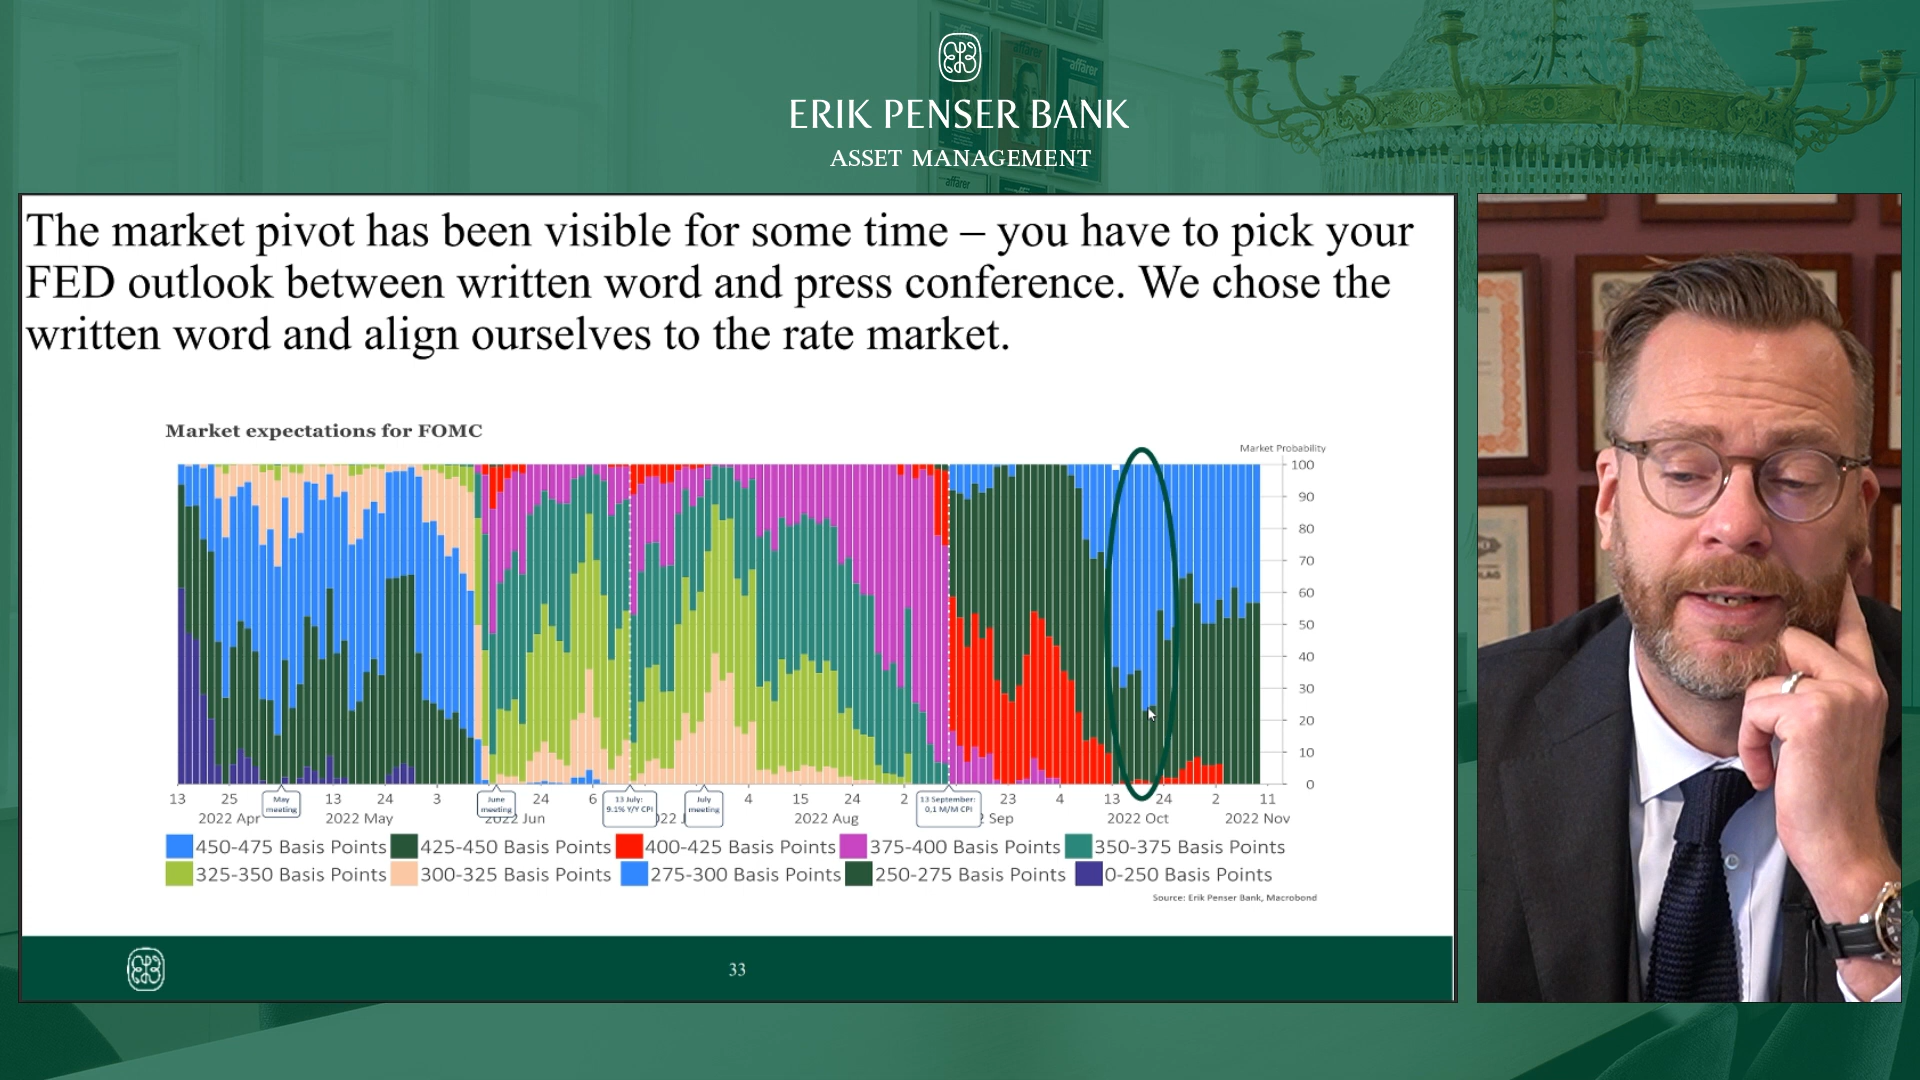 affärer
affärer
affärer
ERIK PENSER BANK
ASSET MANAGEMENT
The market pivot has been visible for some time – you have to pick your
FED outlook between written word and press conference. We chose the
written word and align ourselves to the rate market.
Market expectations for FOMC
Market Probability
100
90
80
70
60
50
40
30
20
10
0
13 25 May meeting 13 24 3 June meeting 24 6 13 July: 9.1% Y/Y CPI July meeting 4 15 24 2 13 September: 0,1 M/M CPI 23 4 13 24 2 11
2022 Apr 2022 May 2022 Jun 2022 Aug Sep 2022 Oct 2022 Nov
450-475 Basis Points 425-450 Basis Points 400-425 Basis Points 375-400 Basis Points 350-375 Basis Points
325-350 Basis Points 300-325 Basis Points 275-300 Basis Points 250-275 Basis Points 0-250 Basis Points
Source: Erik Penser Bank, Macrobond
33